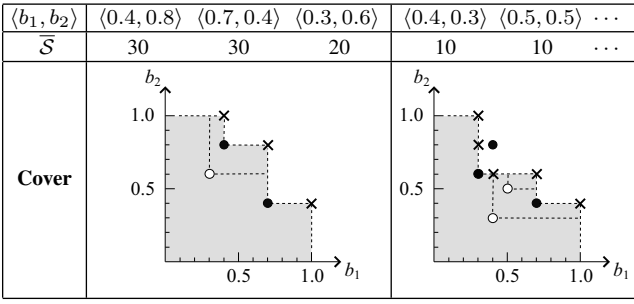 ⟨b₁, b₂⟩ ⟨0.4, 0.8⟩ ⟨0.7, 0.4⟩ ⟨0.3, 0.6⟩ ⟨0.4, 0.3⟩ ⟨0.5, 0.5⟩ ⋯
S̅ 30 30 20 10 10 ⋯
Cover
b₂
1.0
0.5
0.5 1.0 b₁
b₂
1.0
0.5
0.5 1.0 b₁